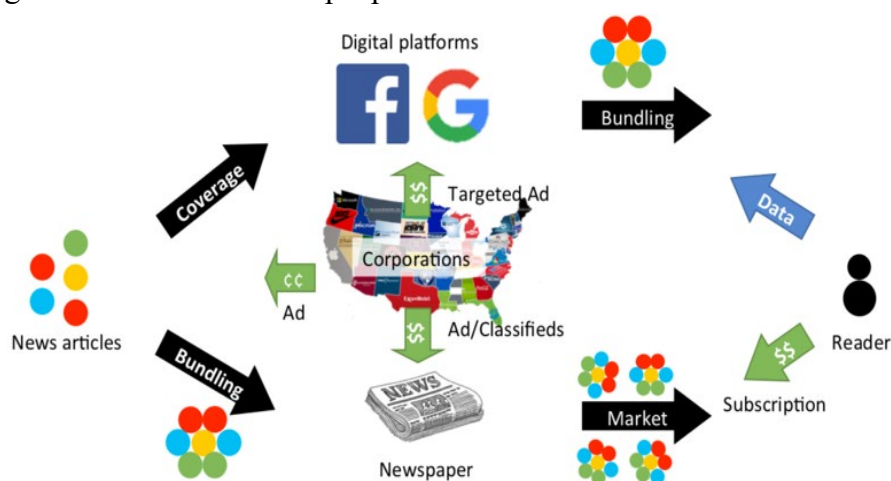 Digital platforms
f
G
Bundling
Coverage
$$
Targeted Ad
Data
Corporations
¢¢
Ad
ExxonMobil
News articles
$$
Ad/Classifieds
$$
Reader
Bundling
NEWS
Market
Subscription
Newspaper